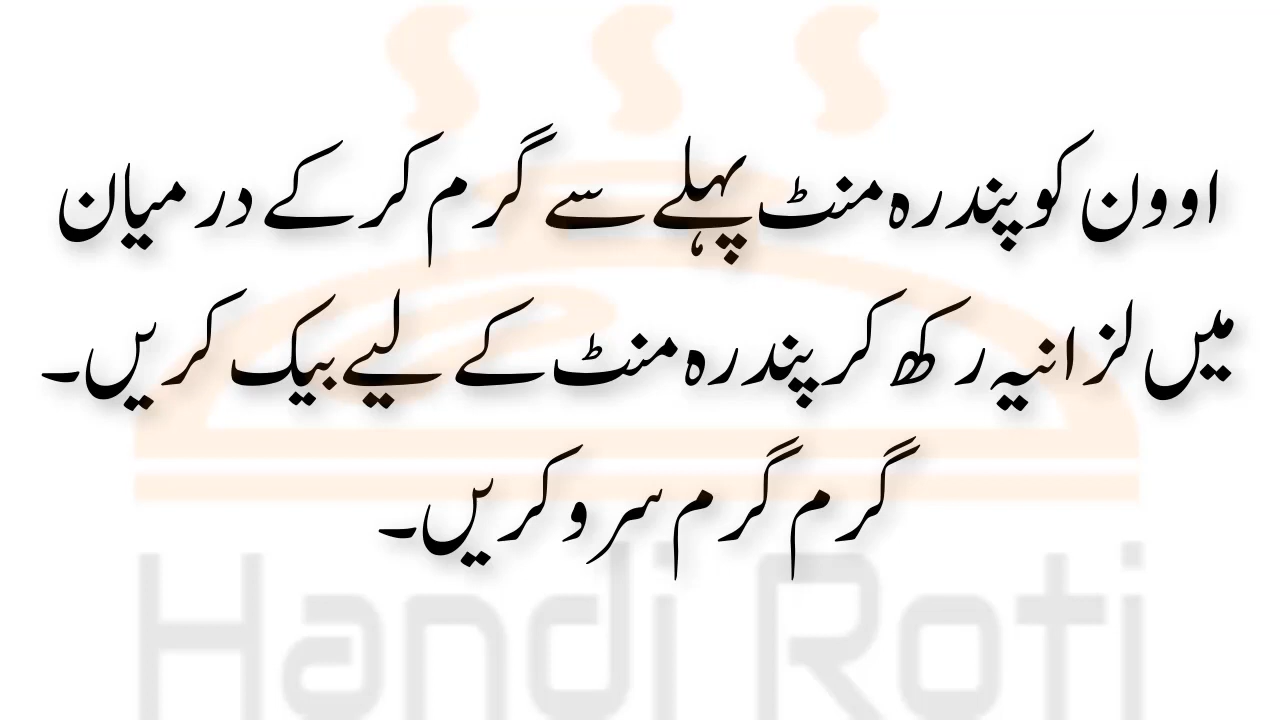 اوون کو پندرہ منٹ پہلے سے گرم کر کے درمیان
میں لزانیہ رکھ کر پندرہ منٹ کے لیے بیک کریں۔
گرم گرم سرو کریں۔
Handi Roti